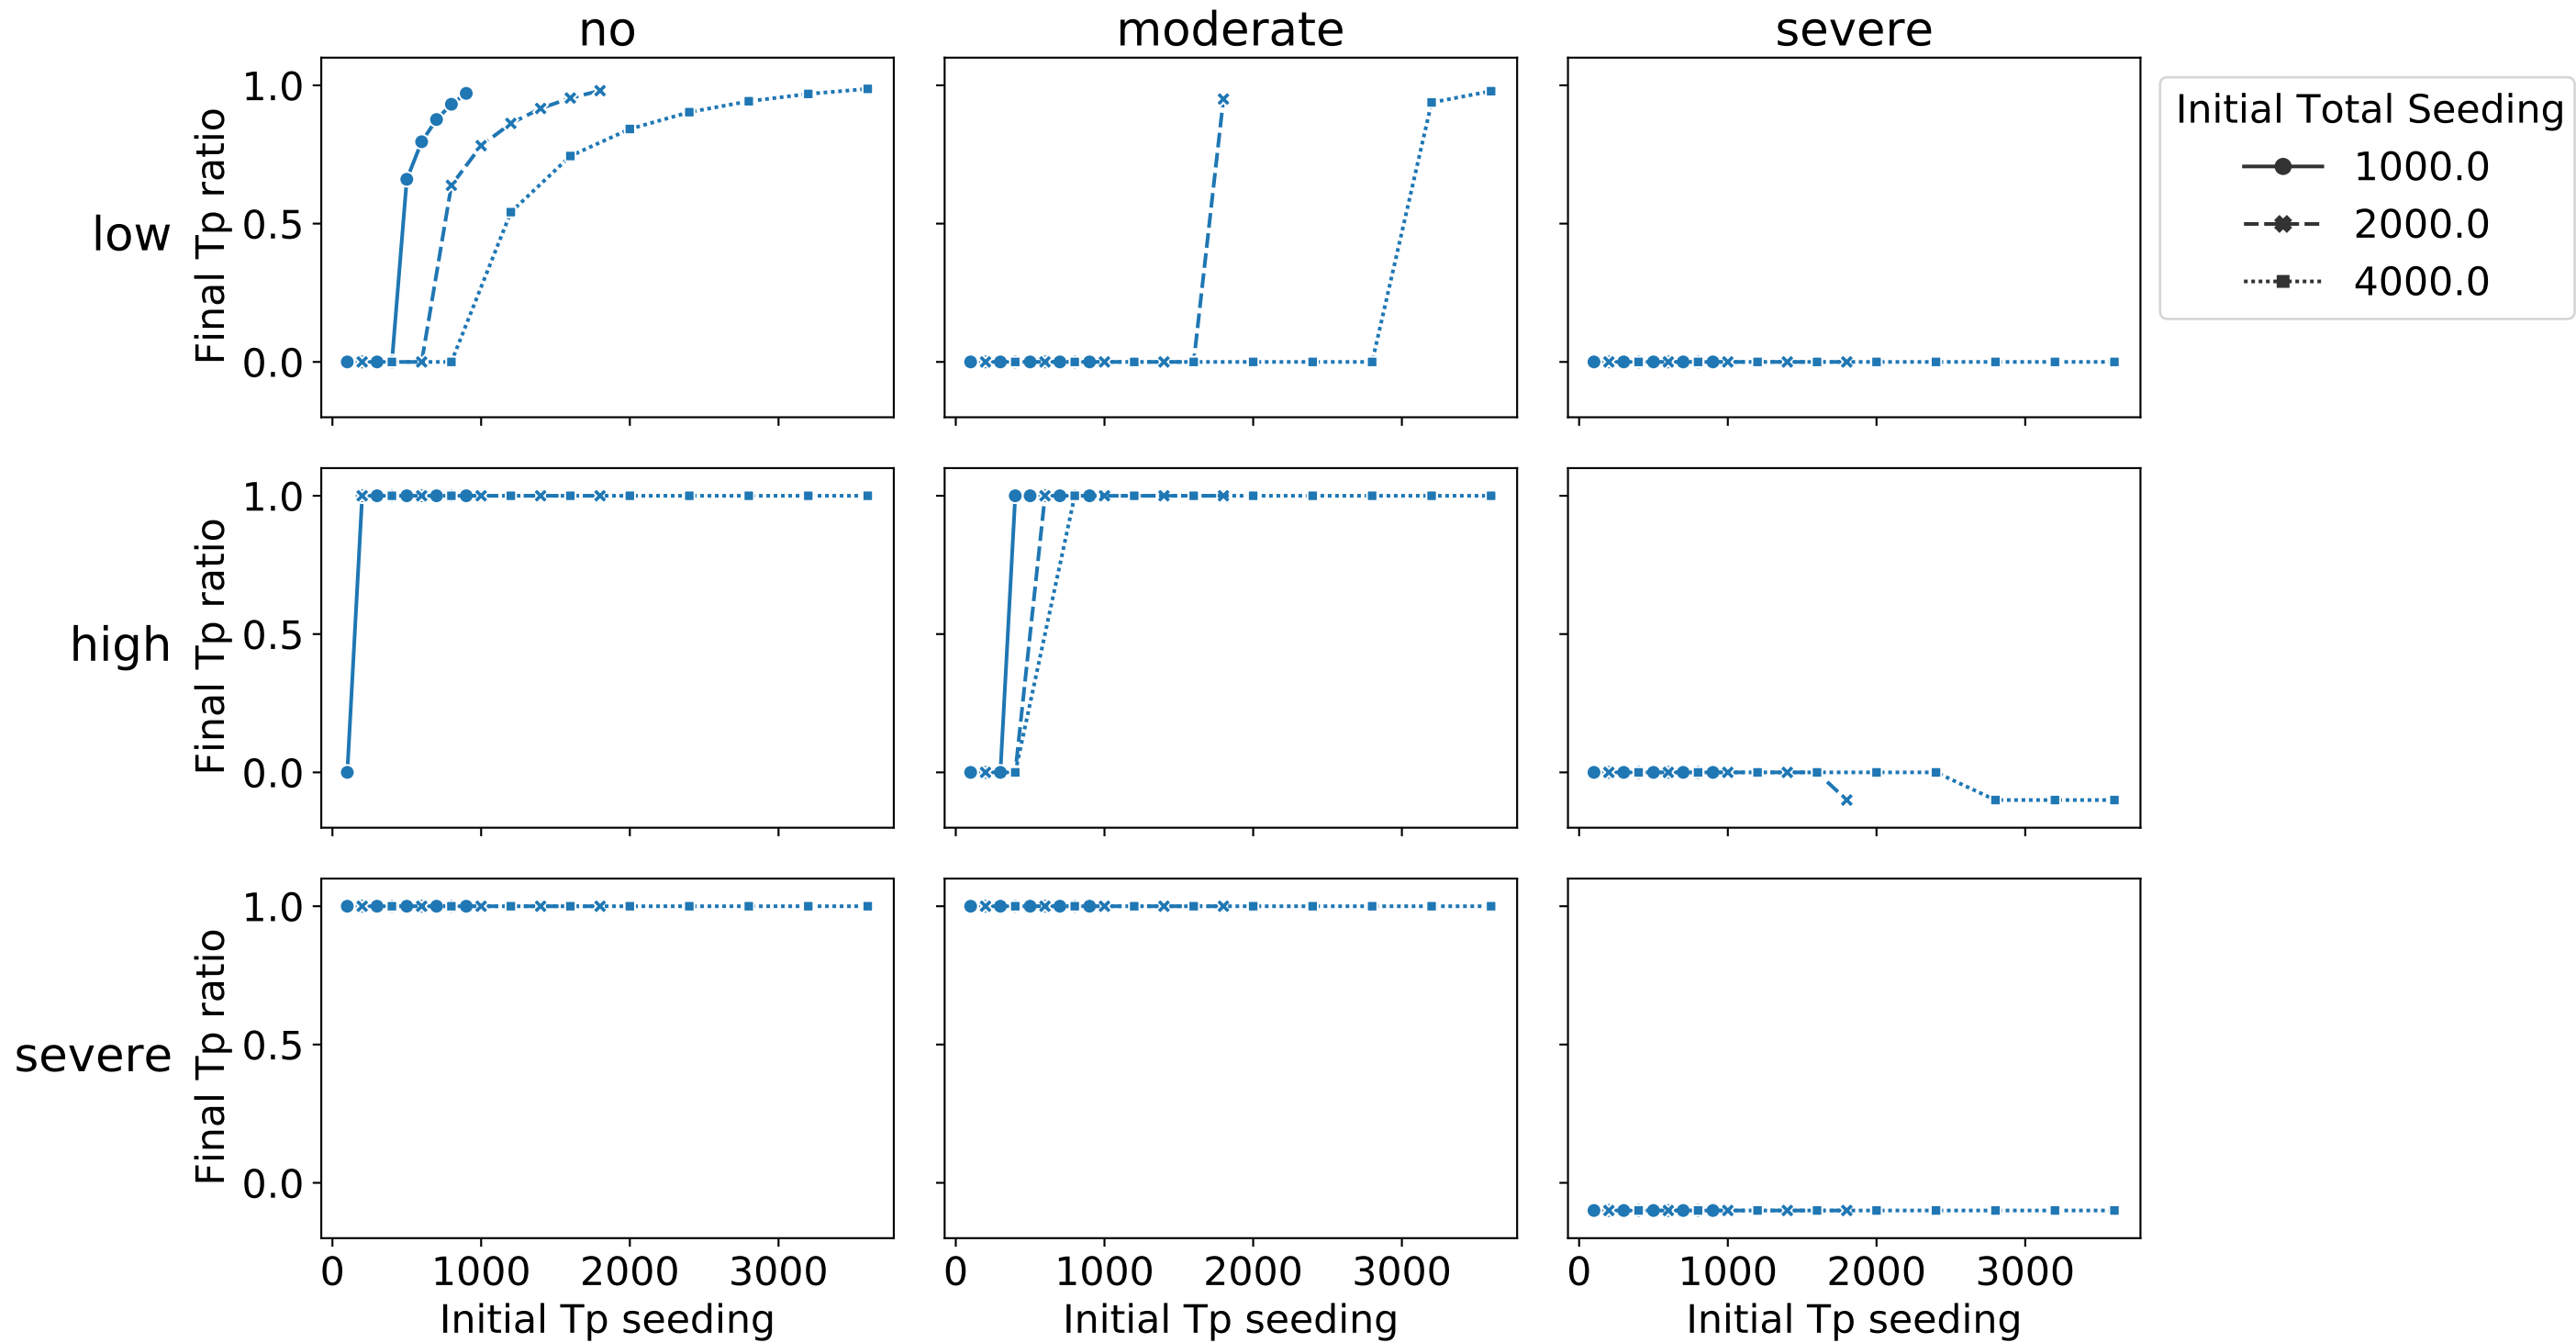 no
moderate
severe
low
Final Tp ratio
1.0
0.5
0.0
Initial Total Seeding
1000.0
2000.0
4000.0
high
Final Tp ratio
1.0
0.5
0.0
severe
Final Tp ratio
1.0
0.5
0.0
0 1000 2000 3000
Initial Tp seeding
0 1000 2000 3000
Initial Tp seeding
0 1000 2000 3000
Initial Tp seeding